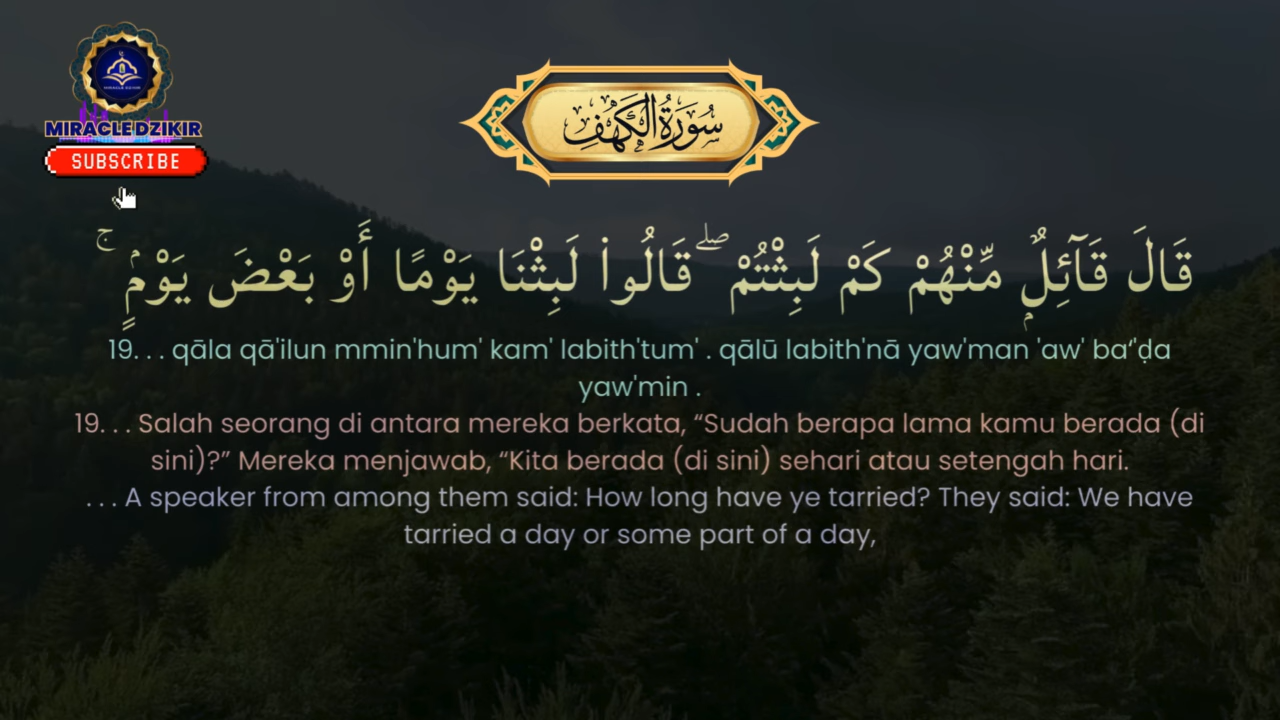 MIRACLE DZIKIR
MIRACLE DZIKIR
SUBSCRIBE
سُورَةُ الكَهْفِ
قَالَ قَآئِلٌۭ مِّنْهُمْ كَمْ لَبِثْتُمْ ۖ قَالُوا۟ لَبِثْنَا يَوْمًا أَوْ بَعْضَ يَوْمٍۢ ۚ
19. . . qāla qā'ilun mmin'hum' kam' labith'tum' . qālū labith'nā yaw'man 'aw' ba‘'ḍa
yaw'min .
19. . . Salah seorang di antara mereka berkata, “Sudah berapa lama kamu berada (di
sini)?” Mereka menjawab, “Kita berada (di sini) sehari atau setengah hari.
. . . A speaker from among them said: How long have ye tarried? They said: We have
tarried a day or some part of a day,